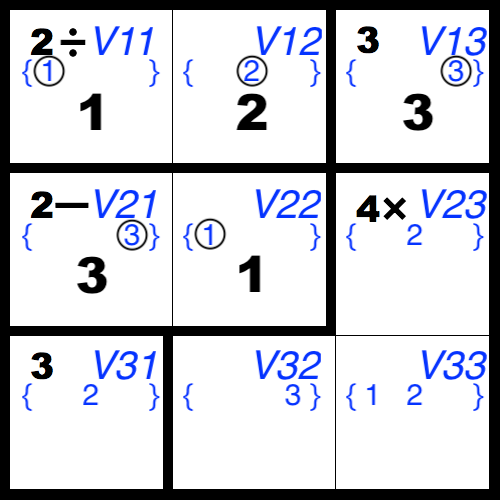 2÷ V11 V12 3 V13
{ 1 } { 2 } { 3 }
1 2 3
2− V21 V22 4× V23
{ 3 } { 1 } { 2 }
3 1
3 V31 V32 V33
{ 2 } { 3 } { 1 2 }